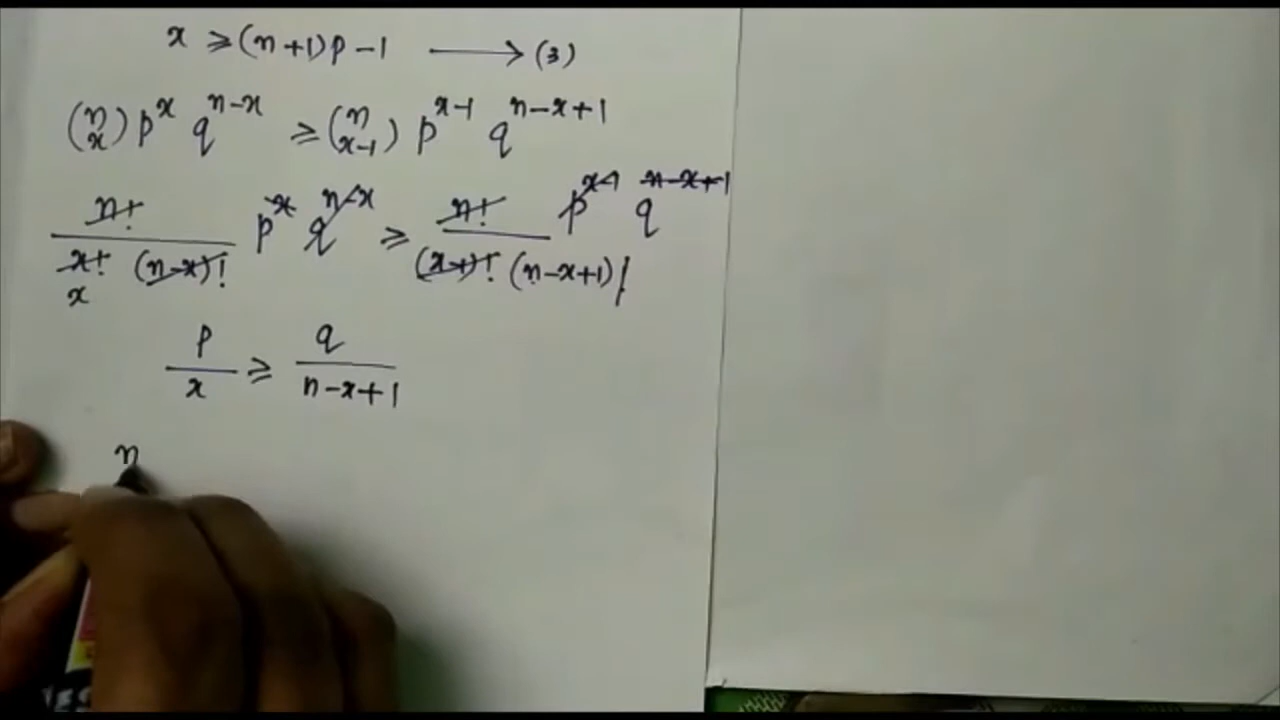 x ≥ (n+1)p - 1 ⟶ (3)
(n x) p^x q^{n-x} ≥ (n x-1) p^{x-1} q^{n-x+1}
n!/(x! (n-x)!) p^x q^{n-x} ≥ n!/((x-1)! (n-x+1)!) p^{x-1} q^{n-x+1}
x
p/x ≥ q/(n-x+1)
n